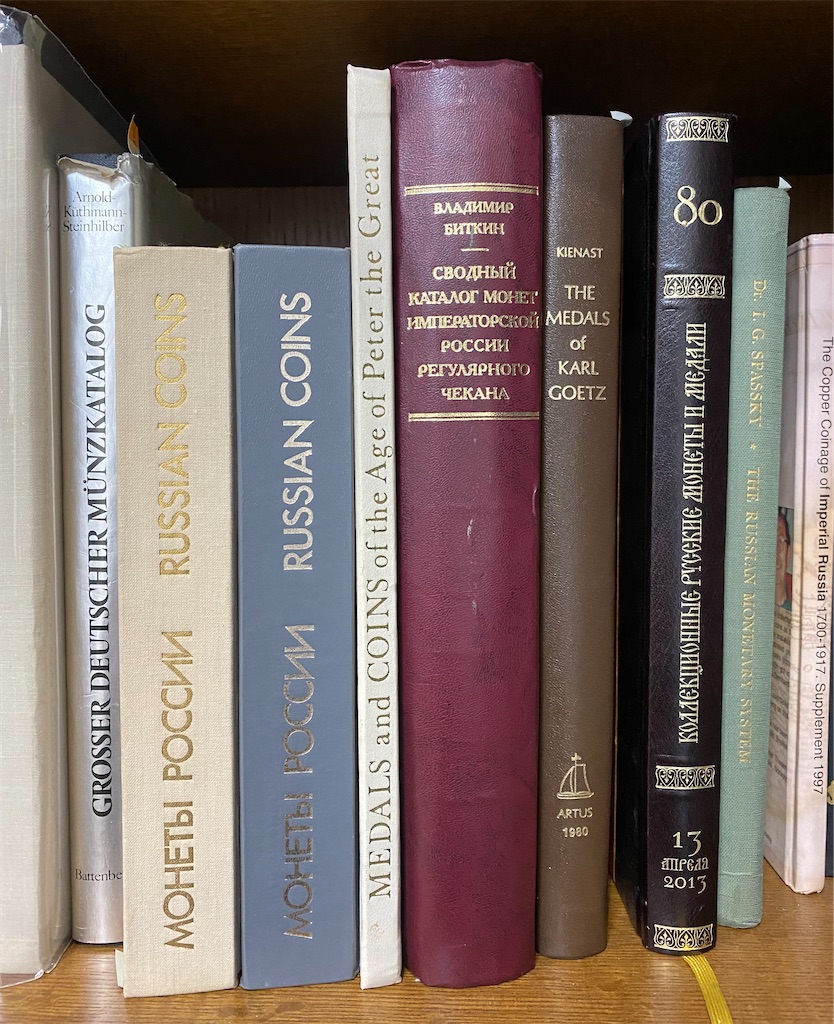 Arnold-
Kuthmann-
Steinhilber
GROSSER DEUTSCHER MÜNZKATALOG
МОНЕТЫ РОССИИ RUSSIAN COINS
МОНЕТЫ РОССИИ RUSSIAN COINS
MEDALS and COINS of the Age of Peter the Great
ВЛАДИМИР
БИТКИН
СВОДНЫЙ
КАТАЛОГ МОНЕТ
ИМПЕРАТОРСКОЙ
РОССИИ
РЕГУЛЯРНОГО
ЧЕКАНА
KIENAST
THE
MEDALS
of
KARL
GOETZ
ARTUS
1980
80
КОЛЛЕКЦИОННЫЕ РУССКИЕ МОНЕТЫ И МЕДАЛИ
13
АПРЕЛЯ
2013
Dr. I. G. SPASSKY * THE RUSSIAN MONETARY SYSTEM
The Copper Coinage of Imperial Russia 1700-1917. Supplement 1997